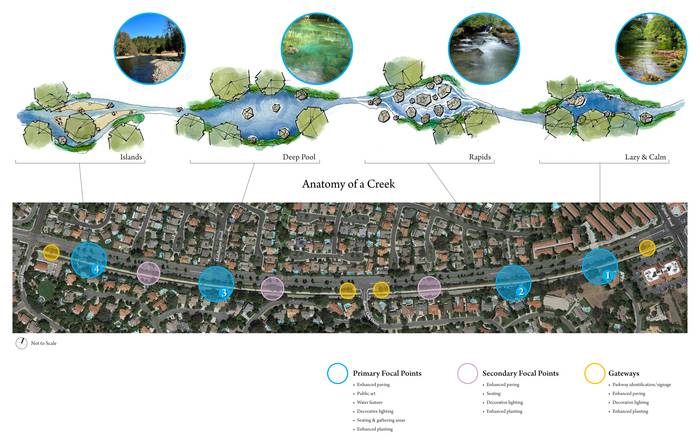 Islands
Deep Pool
Rapids
Lazy & Calm
Anatomy of a Creek
4
3
2
1
Not to Scale
Primary Focal Points
• Enhanced paving
• Public art
• Water feature
• Decorative lighting
• Seating & gathering areas
• Enhanced planting
Secondary Focal Points
• Enhanced paving
• Seating
• Decorative lighting
• Enhanced planting
Gateways
• Parkway identification/signage
• Enhanced paving
• Decorative lighting
• Enhanced planting